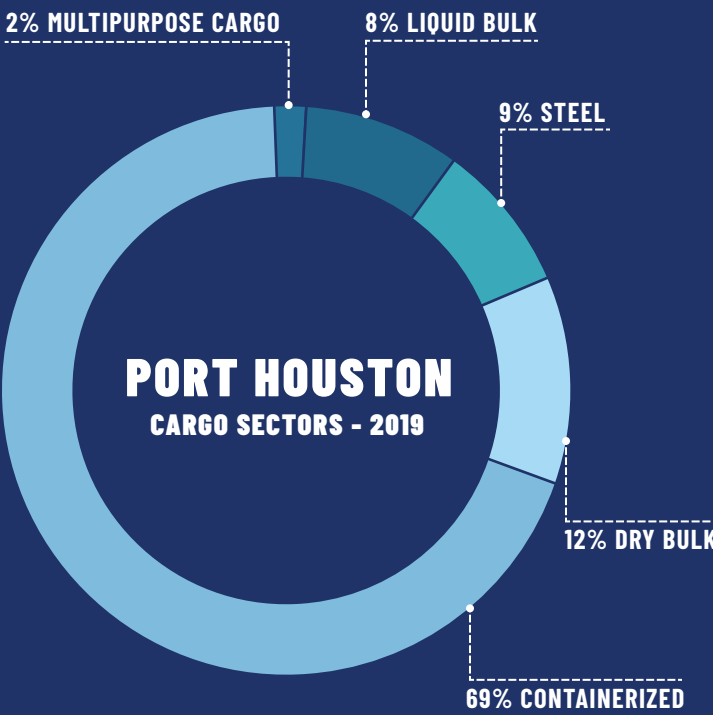 2% MULTIPURPOSE CARGO
8% LIQUID BULK
9% STEEL
PORT HOUSTON
CARGO SECTORS - 2019
12% DRY BULK
69% CONTAINERIZED